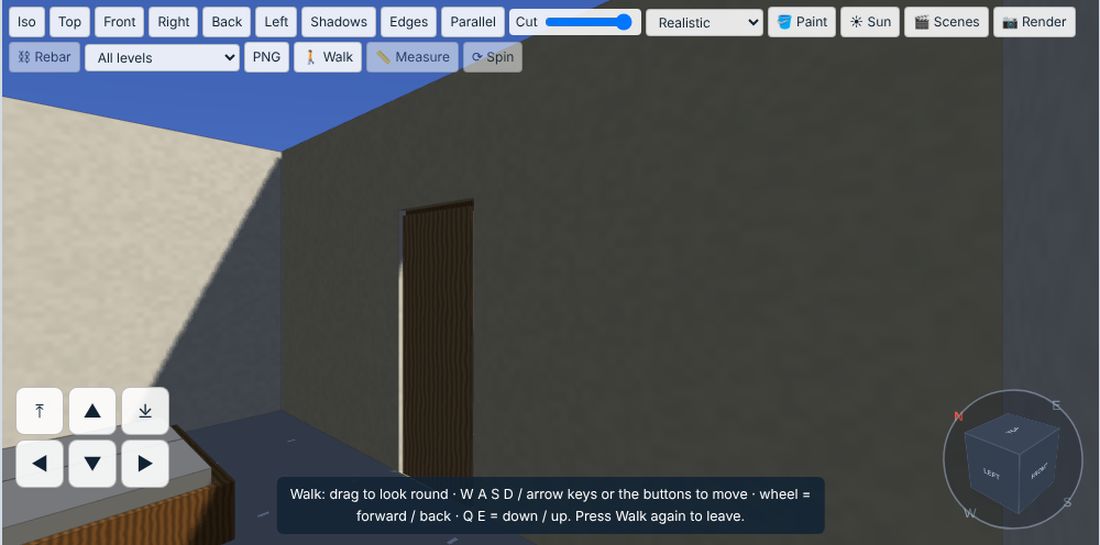 Iso Top Front Right Back Left Shadows Edges Parallel Cut Realistic Paint Sun Scenes Render
Rebar All levels PNG Walk Measure Spin
N E
TOP
LEFT FRONT
W S
Walk: drag to look round · W A S D / arrow keys or the buttons to move · wheel =
forward / back · Q E = down / up. Press Walk again to leave.